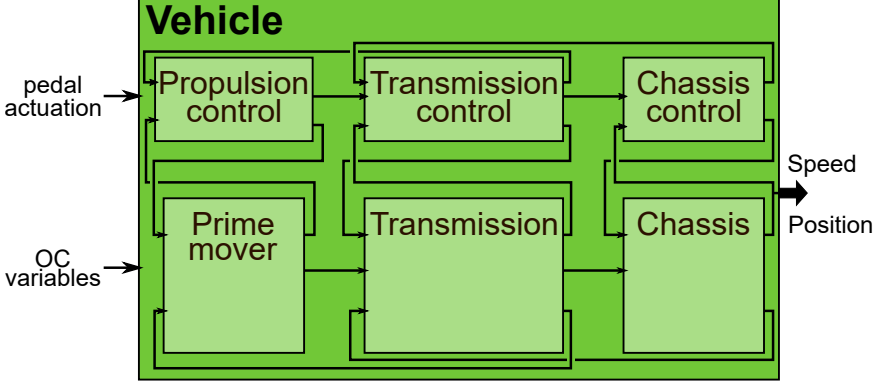 Vehicle
pedal
actuation
Propulsion
control
Transmission
control
Chassis
control
Speed
Position
OC
variables
Prime
mover
Transmission
Chassis